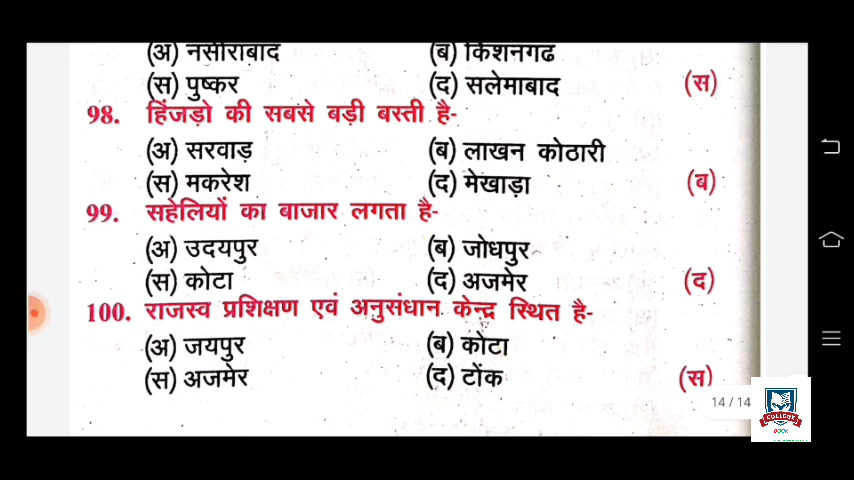 (अ) नसीराबाद (ब) किशनगढ
(स) पुष्कर (द) सलेमाबाद (स)
98. हिंजड़ो की सबसे बड़ी बस्ती है-
(अ) सरवाड़ (ब) लाखन कोठारी
(स) मकरेश (द) मेखाड़ा (ब)
99. सहेलियों का बाजार लगता है-
(अ) उदयपुर (ब) जोधपुर
(स) कोटा (द) अजमेर (द)
100. राजस्व प्रशिक्षण एवं अनुसंधान केन्द्र स्थित है-
(अ) जयपुर (ब) कोटा
(स) अजमेर (द) टोंक (स)
14 / 14